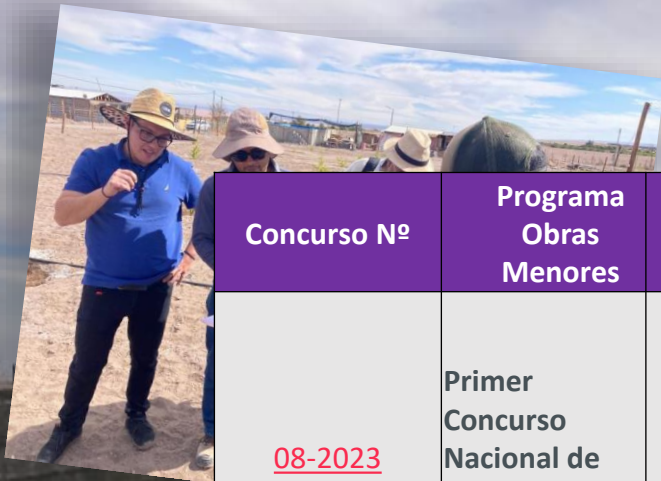 Concurso Nº
Programa
Obras
Menores
08-2023
Primer
Concurso
Nacional de